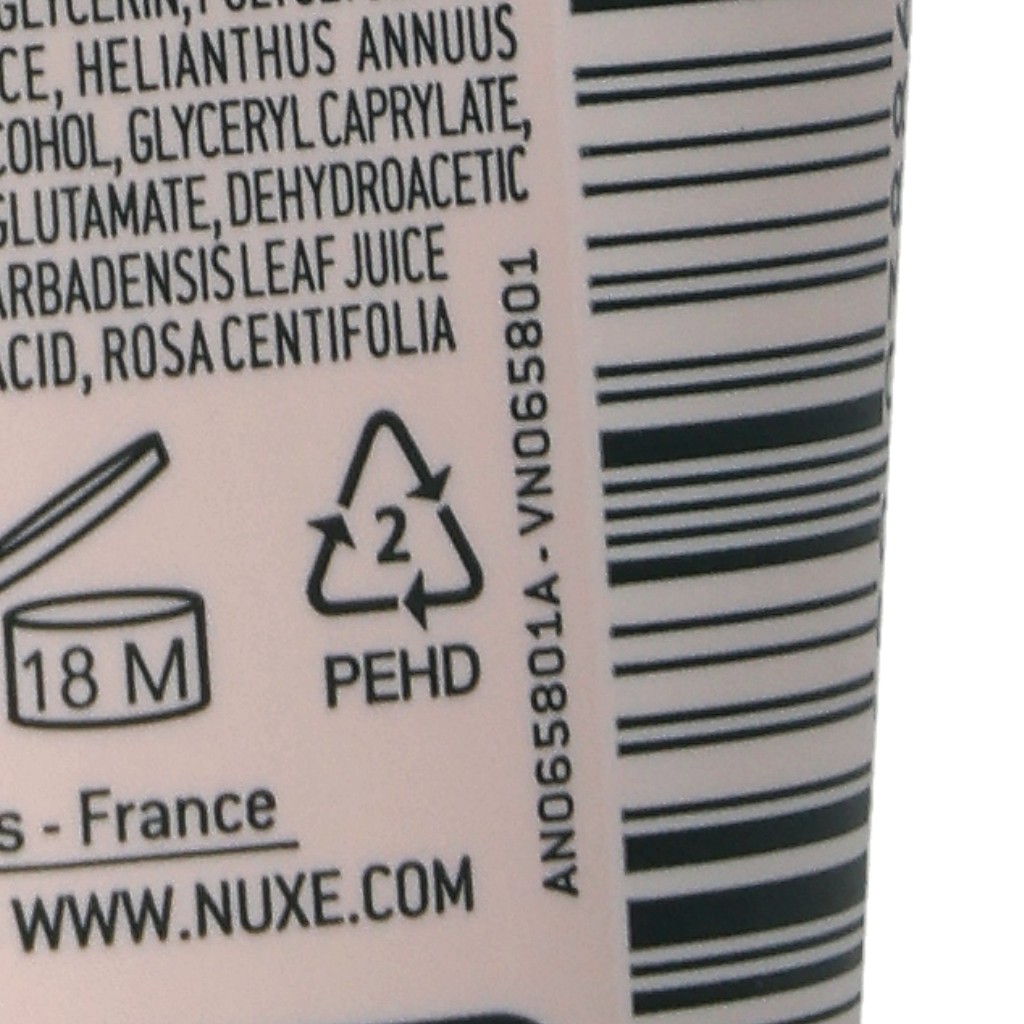 CE, HELIANTHUS ANNUUS
COHOL, GLYCERYL CAPRYLATE,
GLUTAMATE, DEHYDROACETIC
ARBADENSIS LEAF JUICE
ACID, ROSA CENTIFOLIA
2
18 M
PEHD
AN065801A - VN065801
s - France
WWW.NUXE.COM